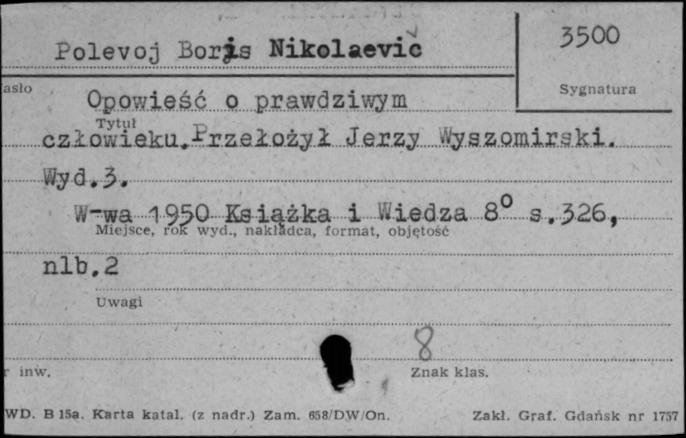 Polevoj Boris Nikolaevič
3500
asło
Sygnatura
Opowieść o prawdziwym
Tytuł
człowieku.Przełożył Jerzy Wyszomirski.
Wyd.3.
W-wa 1950 Książka i Wiedza 8° s.326,
Miejsce, rok wyd., nakładca, format, objętość
nlb.2
Uwagi
8
r inw.
Znak klas.
WD. B 15a. Karta katal. (z nadr.) Zam. 658/DW/On.
Zakł. Graf. Gdańsk nr 1757